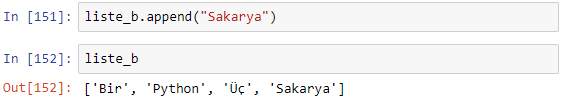 In [151]: liste_b.append("Sakarya")
In [152]: liste_b
Out[152]: ['Bir', 'Python', 'Üç', 'Sakarya']